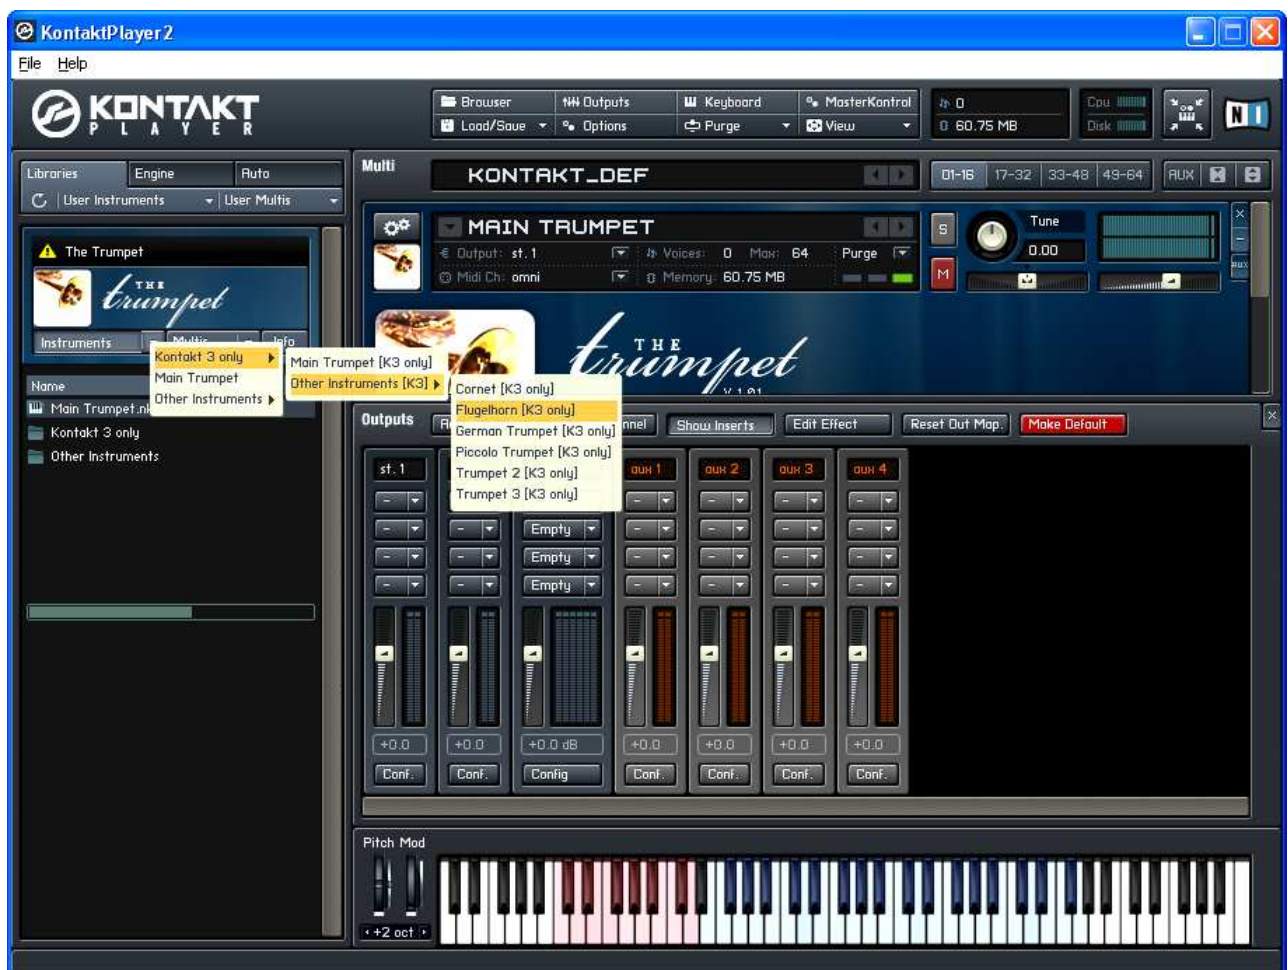 KontaktPlayer2
File Help
KONTAKT
PLAYER
Browser Outputs Keyboard MasterKontrol
Load/Save Options Purge View
0
60.75 MB
Cpu
Disk
NI
Libraries Engine Auto
User Instruments User Multis
The Trumpet
THE
trumpet
Instruments Multis Info
Kontakt 3 only
Main Trumpet
Other Instruments
Main Trumpet [K3 only]
Other Instruments [K3]
Cornet [K3 only]
Flugelhorn [K3 only]
German Trumpet [K3 only]
Piccolo Trumpet [K3 only]
Trumpet 2 [K3 only]
Trumpet 3 [K3 only]
Name
Main Trumpet.nk
Kontakt 3 only
Other Instruments
Multi
KONTAKT_DEF
01-16 17-32 33-48 49-64 AUX
MAIN TRUMPET
Output: st.1 Voices: 0 Max: 64 Purge
Midi Ch: omni Memory: 60.75 MB
S
M
Tune
0.00
AUX
THE
trumpet
V 1.01
Outputs Show Inserts Edit Effect Reset Out Map. Make Default
st.1 aux 1 aux 2 aux 3 aux 4
- - - - -
- - Empty - - - -
- - Empty - - - -
- - Empty - - - -
+0.0 +0.0 +0.0 dB +0.0 +0.0 +0.0 +0.0
Conf. Conf. Config Conf. Conf. Conf. Conf.
Pitch Mod
+2 oct